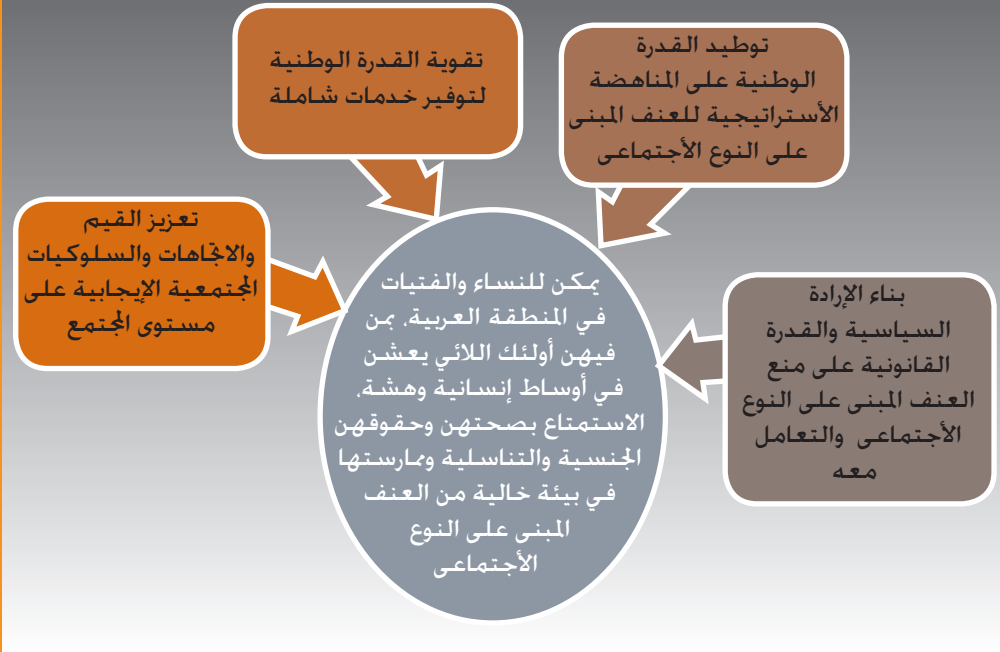 توطيد القدرة
الوطنية على المناهضة
الأستراتيجية للعنف المبنى
على النوع الأجتماعى
تقوية القدرة الوطنية
لتوفير خدمات شاملة
تعزيز القيم
والاتجاهات والسلوكيات
المجتمعية الإيجابية على
مستوى المجتمع
بناء الإرادة
السياسية والقدرة
القانونية على منع
العنف المبنى على النوع
الأجتماعى والتعامل
معه
يمكن للنساء والفتيات
في المنطقة العربية، بمن
فيهن أولئك اللائي يعشن
في أوساط إنسانية وهشة،
الاستمتاع بصحتهن وحقوقهن
الجنسية والتناسلية وممارستها
في بيئة خالية من العنف
المبنى على النوع
الأجتماعى